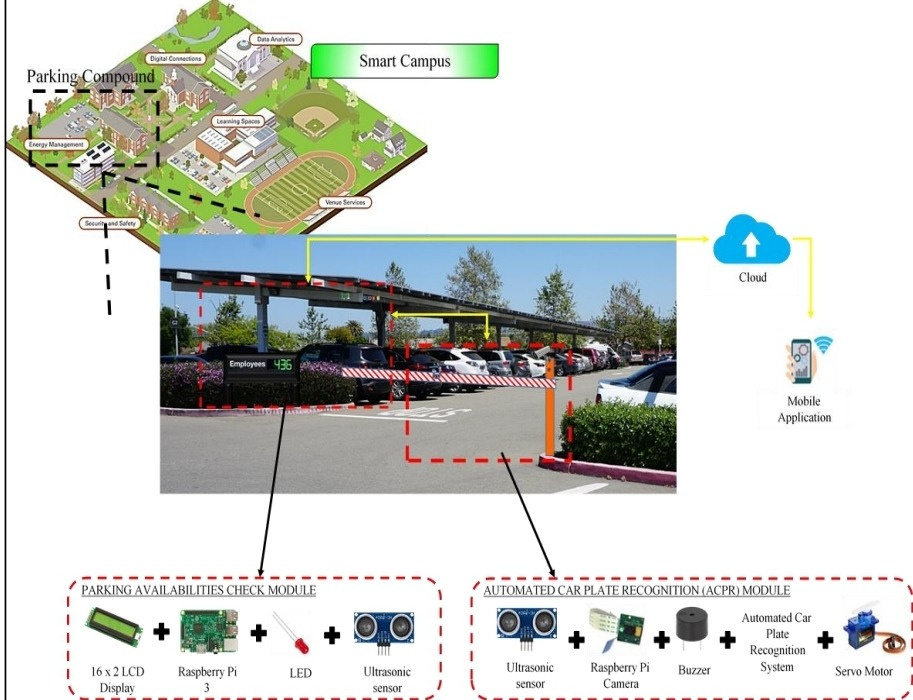 Data Analytics
Digital Connections
Smart Campus
Parking Compound
Learning Spaces
Energy Management
Venue Services
Security and Safety
Cloud
Employees 436
Mobile
Application
PARKING AVAILABILITIES CHECK MODULE
16 x 2 LCD
Display
Raspberry Pi
3
LED
Ultrasonic
sensor
AUTOMATED CAR PLATE RECOGNITION (ACPR) MODULE
Ultrasonic
sensor
Raspberry Pi
Camera
Buzzer
Automated Car
Plate
Recognition
System
Servo Motor